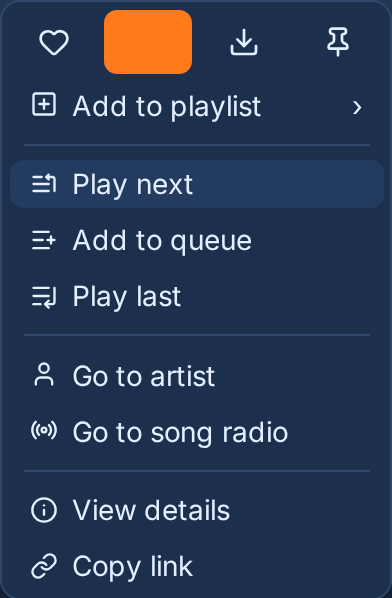 Add to playlist
Play next
Add to queue
Play last
Go to artist
Go to song radio
View details
Copy link